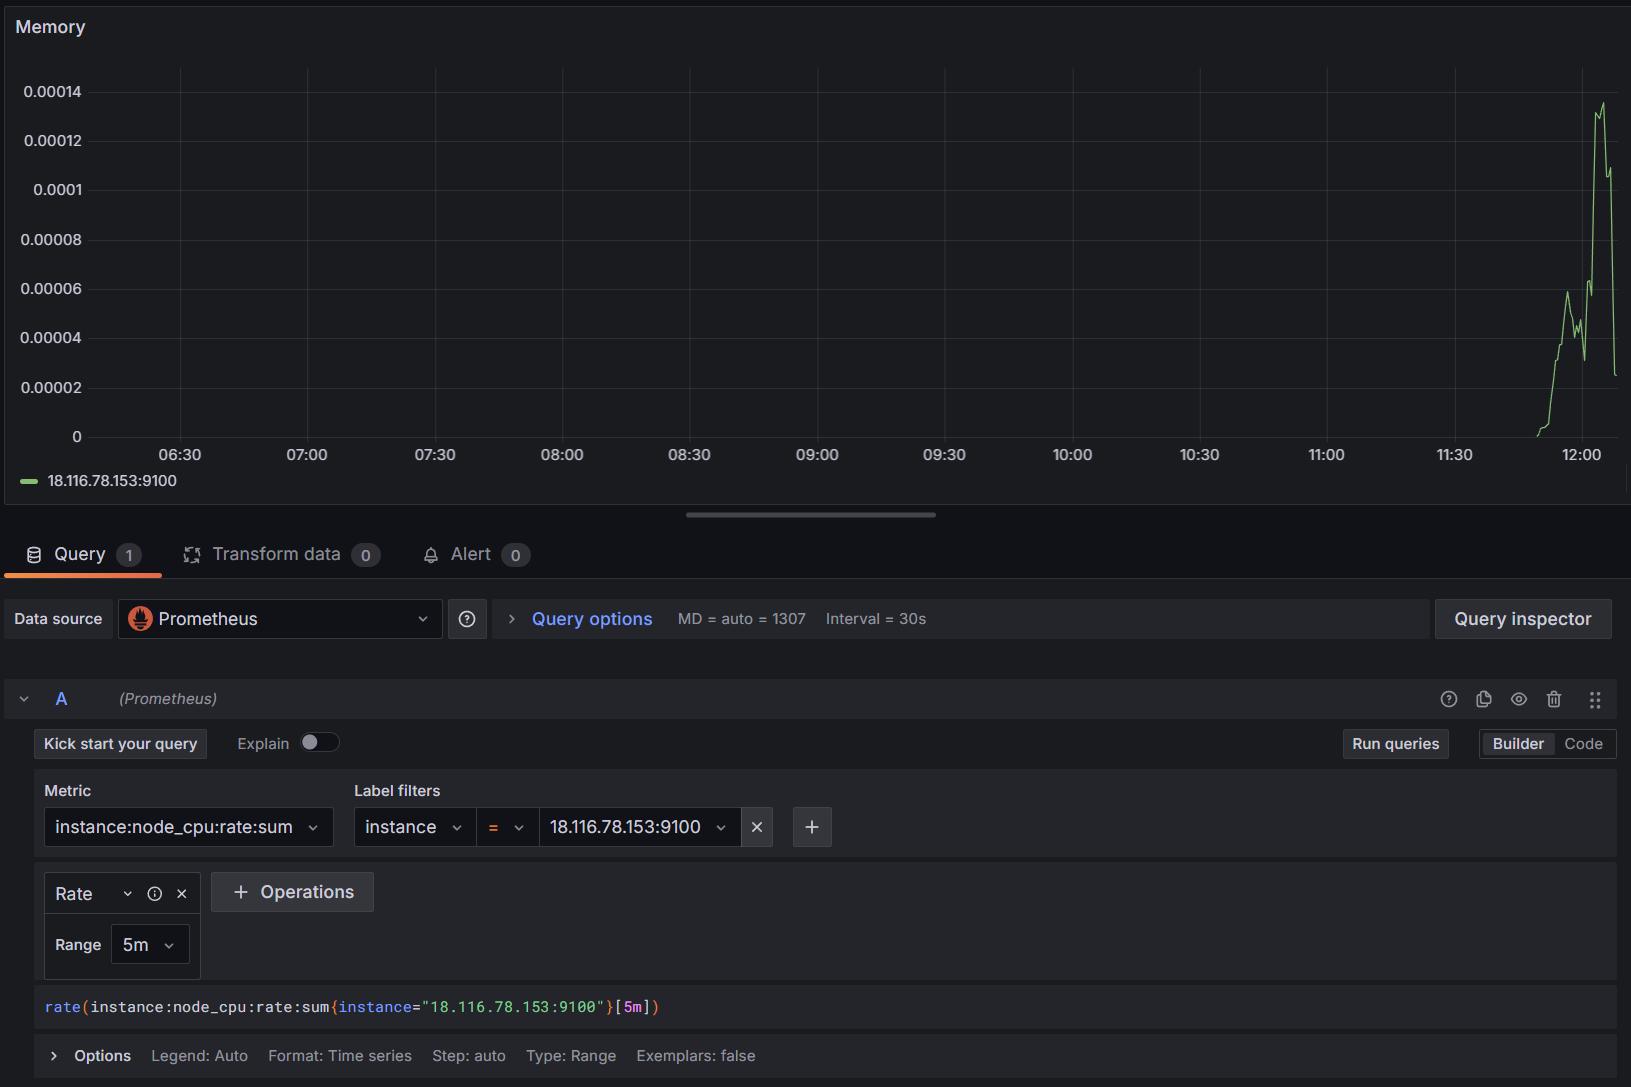 Memory
0.00014
0.00012
0.0001
0.00008
0.00006
0.00004
0.00002
0
06:30 07:00 07:30 08:00 08:30 09:00 09:30 10:00 10:30 11:00 11:30 12:00
18.116.78.153:9100
Query 1 Transform data 0 Alert 0
Data source Prometheus Query options MD = auto = 1307 Interval = 30s Query inspector
A (Prometheus)
Kick start your query Explain Run queries Builder Code
Metric Label filters
instance:node_cpu:rate:sum instance = 18.116.78.153:9100
Rate + Operations
Range 5m
rate(instance:node_cpu:rate:sum{instance="18.116.78.153:9100"}[5m])
Options Legend: Auto Format: Time series Step: auto Type: Range Exemplars: false